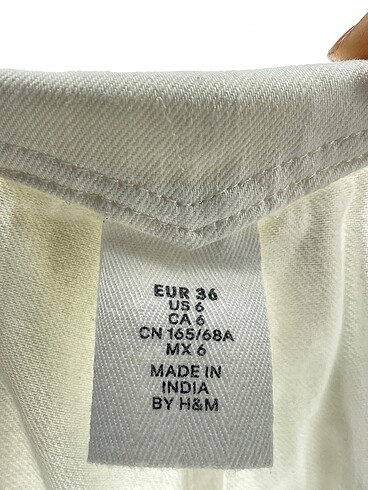 EUR 36
US 6
CA 6
CN 165/68A
MX 6
MADE IN
INDIA
BY H&M